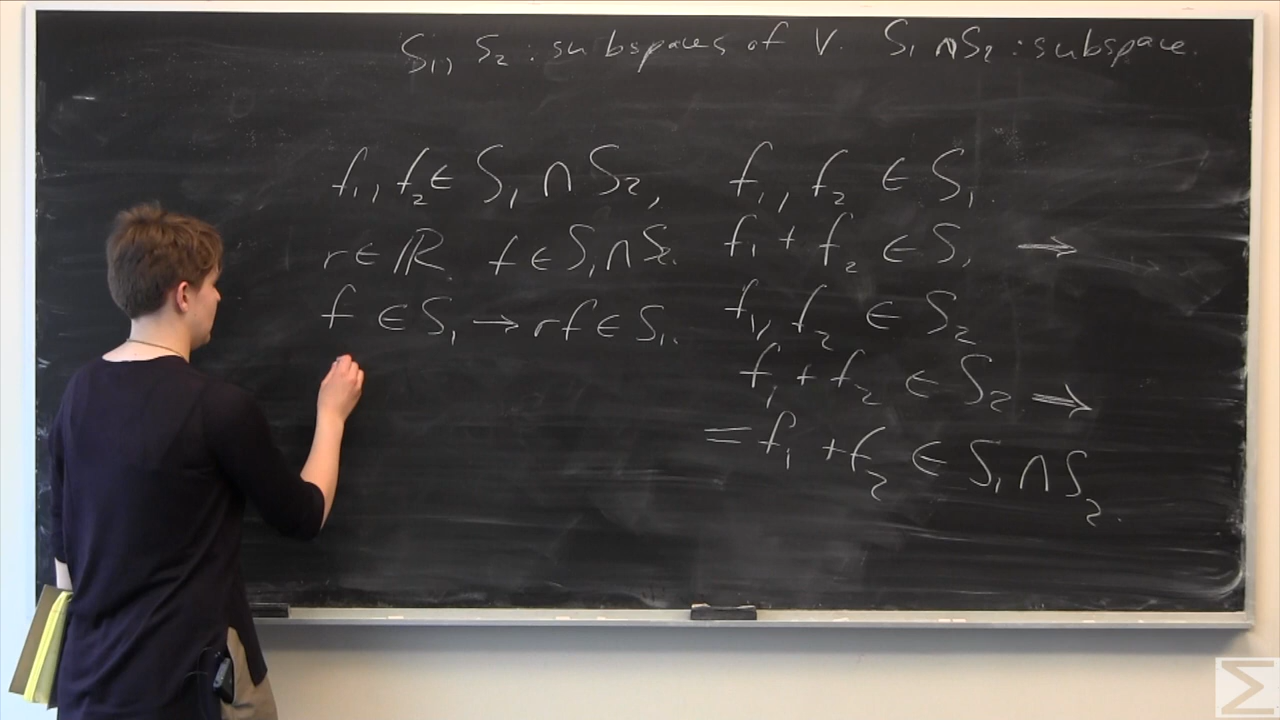 S₁, S₂ : subspaces of V. S₁ ∩ S₂ : subspace.
f₁, f₂ ∈ S₁ ∩ S₂,
r ∈ ℝ. f ∈ S₁ ∩ S₂.
f ∈ S₁ → rf ∈ S₁.
f₁, f₂ ∈ S₁.
f₁ + f₂ ∈ S₁ ⇒
f₁, f₂ ∈ S₂
f₁ + f₂ ∈ S₂ ⇒
= f₁ + f₂ ∈ S₁ ∩ S₂.
Σ